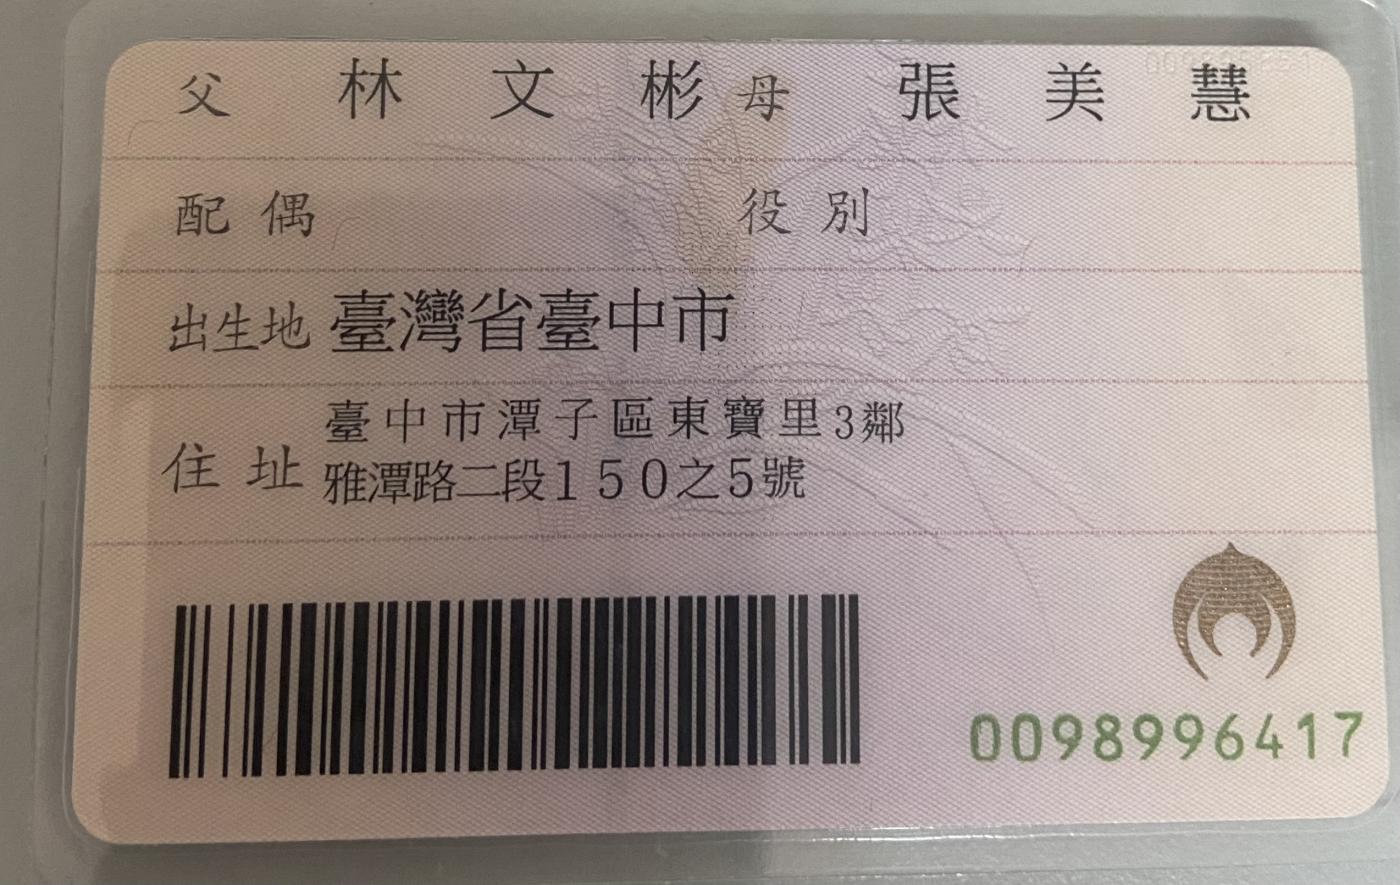 父 林文彬 母 張美慧
配偶 役別
出生地 臺灣省臺中市
住址 臺中市潭子區東寶里3鄰
雅潭路二段150之5號
0098996417